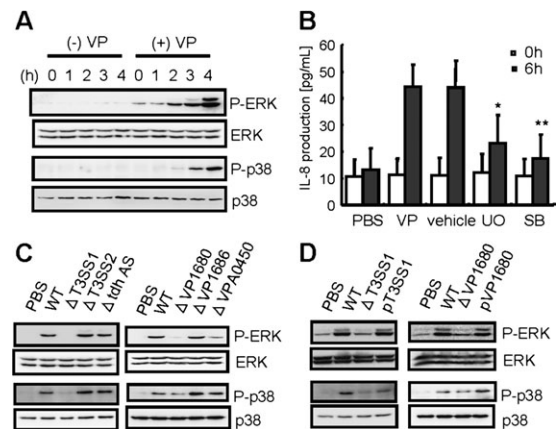 A
(-) VP (+) VP
(h) 0 1 2 3 4 0 1 2 3 4
P-ERK
ERK
P-p38
p38
B
IL-8 production [pg/mL]
60
50
40
30
20
10
0
0h
6h
*
**
PBS VP vehicle UO SB
C
PBS WT ΔT3SS1 ΔT3SS2 Δtdh AS PBS WT ΔVP1680 ΔVP1686 ΔVPA0450
P-ERK
ERK
P-p38
p38
D
PBS WT ΔT3SS1 pT3SS1 PBS WT ΔVP1680 pVP1680
P-ERK
ERK
P-p38
p38